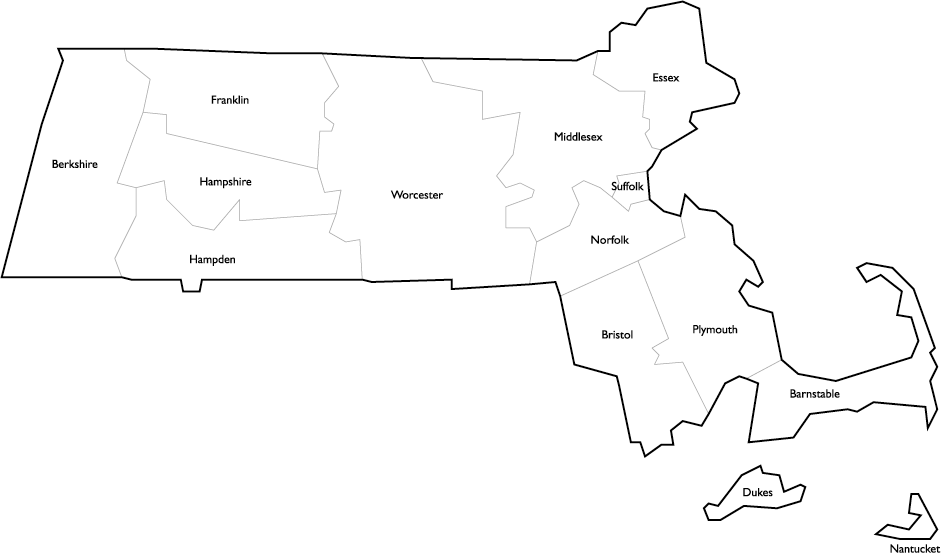 Essex
Franklin
Middlesex
Berkshire
Hampshire
Suffolk
Worcester
Norfolk
Hampden
Plymouth
Bristol
Barnstable
Dukes
Nantucket